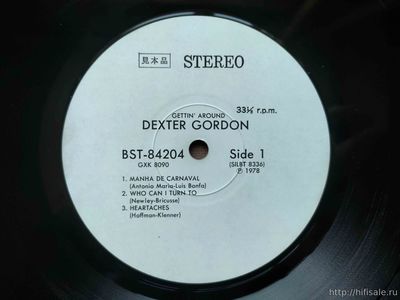 見本品 STEREO
33⅓ r.p.m.
GETTIN' AROUND
DEXTER GORDON
BST-84204 Side 1
GXK 8090 (SILBT 8336)
Ⓟ 1978
1. MANHA DE CARNAVAL
(Antonio Maria-Luis Banfa)
2. WHO CAN I TURN TO
(Newley-Bricusse)
3. HEARTACHES
(Hoffman-Klenner)
http://hifisale.ru